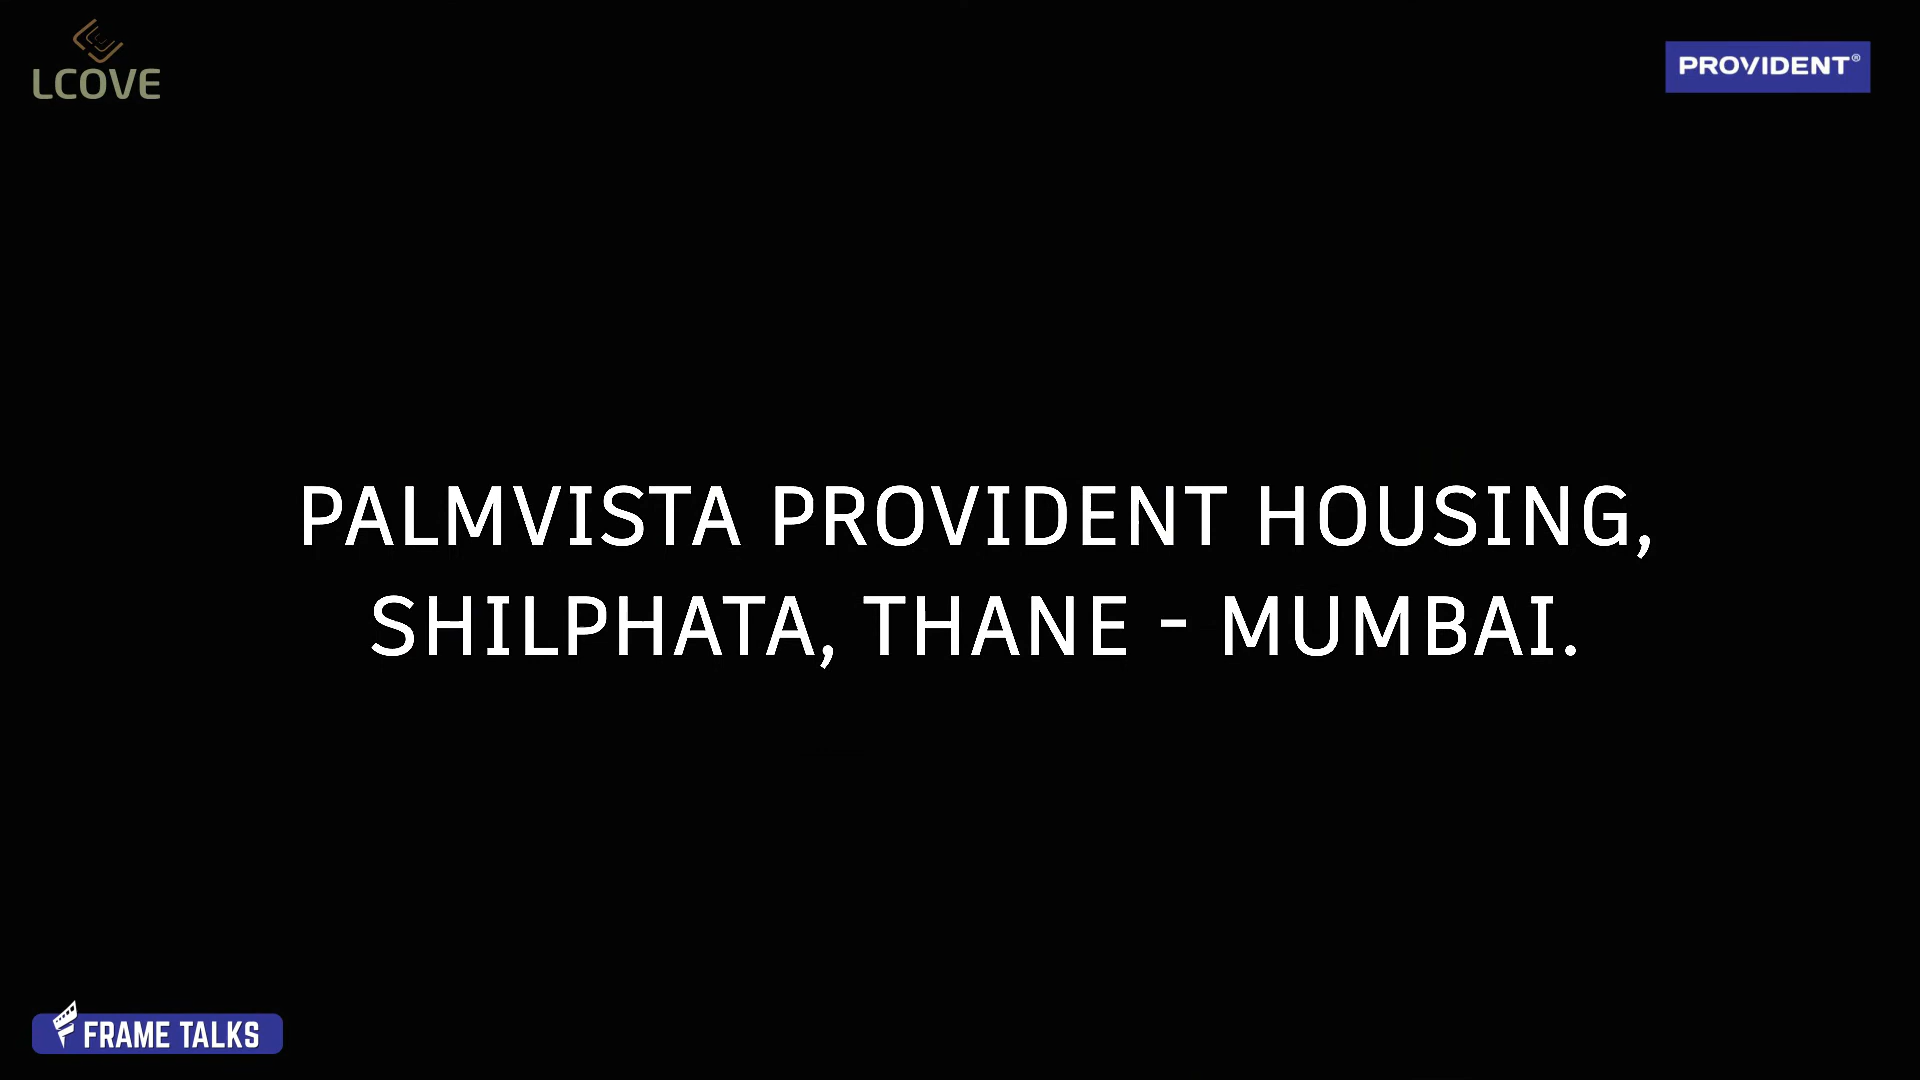 LCOVE
PROVIDENT®
PALMVISTA PROVIDENT HOUSING,
SHILPHATA, THANE - MUMBAI.
FRAME TALKS